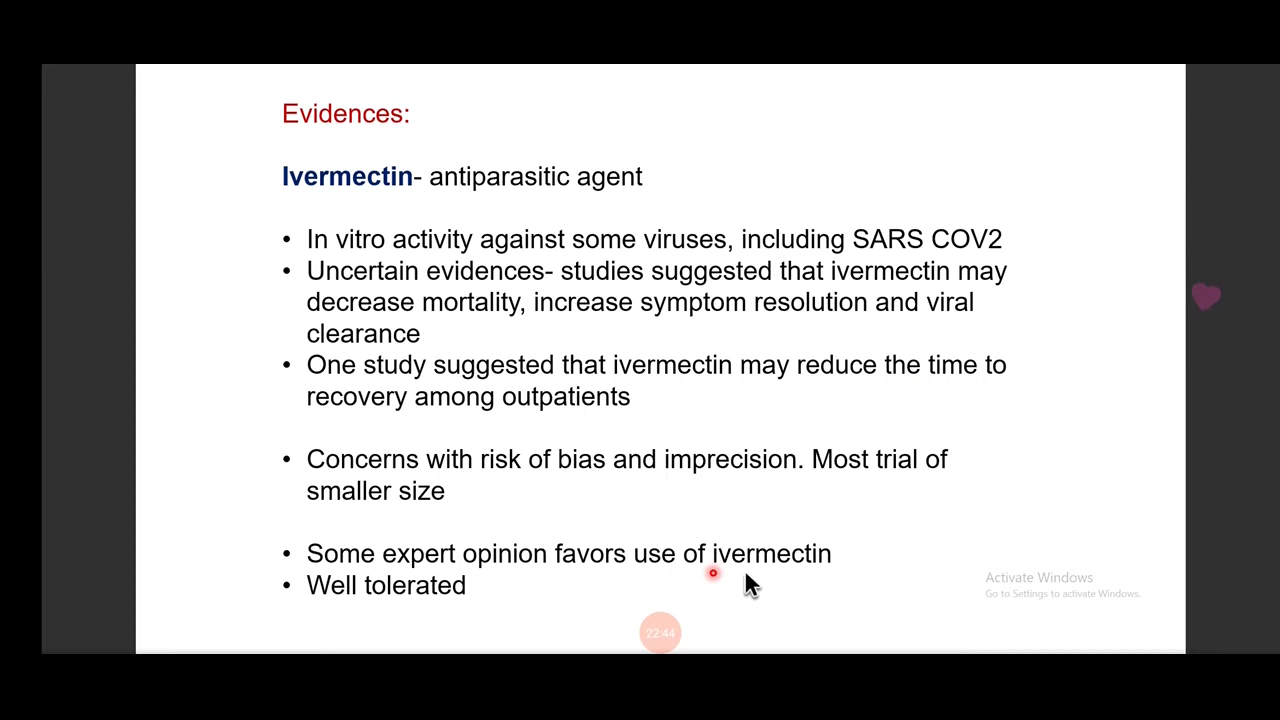 Evidences:
Ivermectin- antiparasitic agent
• In vitro activity against some viruses, including SARS COV2
• Uncertain evidences- studies suggested that ivermectin may
decrease mortality, increase symptom resolution and viral
clearance
• One study suggested that ivermectin may reduce the time to
recovery among outpatients
• Concerns with risk of bias and imprecision. Most trial of
smaller size
• Some expert opinion favors use of ivermectin
• Well tolerated
Activate Windows
Go to Settings to activate Windows.
22:44